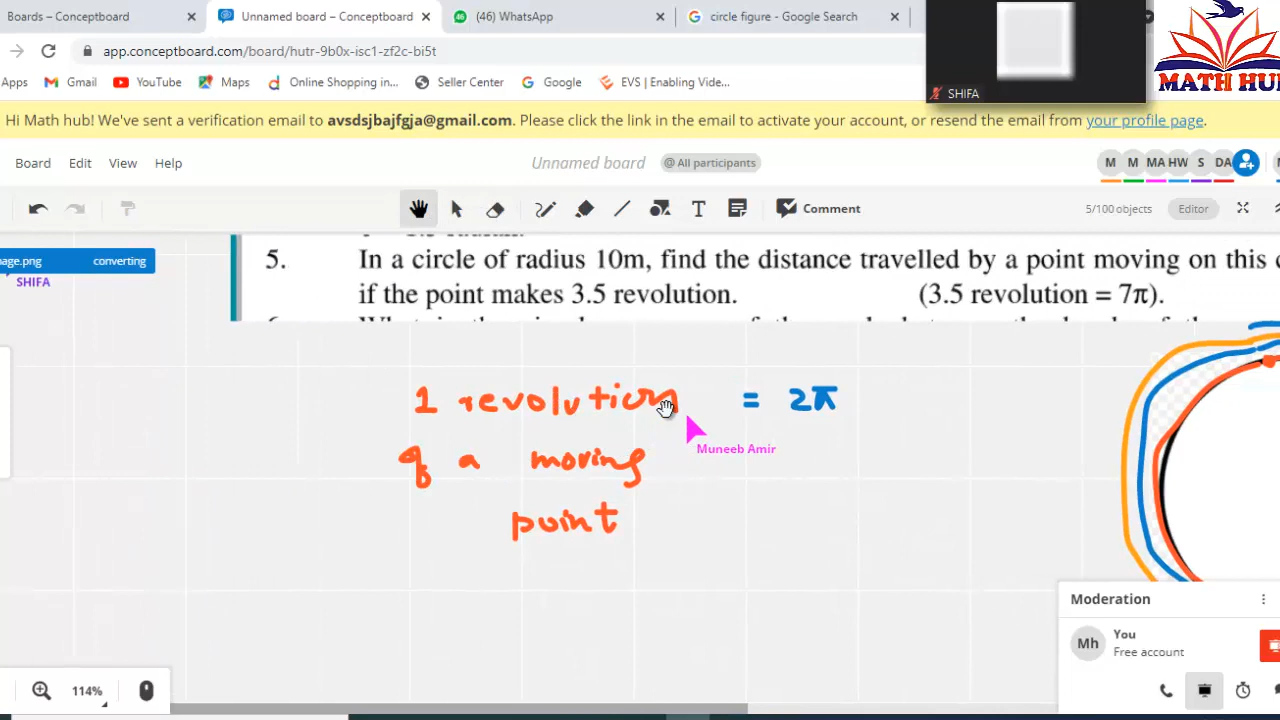 Boards – Conceptboard
Unnamed board – Conceptboard
(46) WhatsApp
circle figure - Google Search
app.conceptboard.com/board/hutr-9b0x-isc1-zf2c-bi5t
Apps
Gmail
YouTube
Maps
Online Shopping in...
Seller Center
Google
EVS | Enabling Vide...
SHIFA
MATH HUB
Hi Math hub! We've sent a verification email to avsdsjbajfgja@gmail.com. Please click the link in the email to activate your account, or resend the email from your profile page.
Board Edit View Help
Unnamed board
@ All participants
M M MA HW S DA
T
Comment
5/100 objects
Editor
age.png converting
SHIFA
5. In a circle of radius 10m, find the distance travelled by a point moving on this
if the point makes 3.5 revolution. (3.5 revolution = 7π).
1 revolution = 2π
of a moving
point
Muneeb Amir
Moderation
Mh
You
Free account
114%